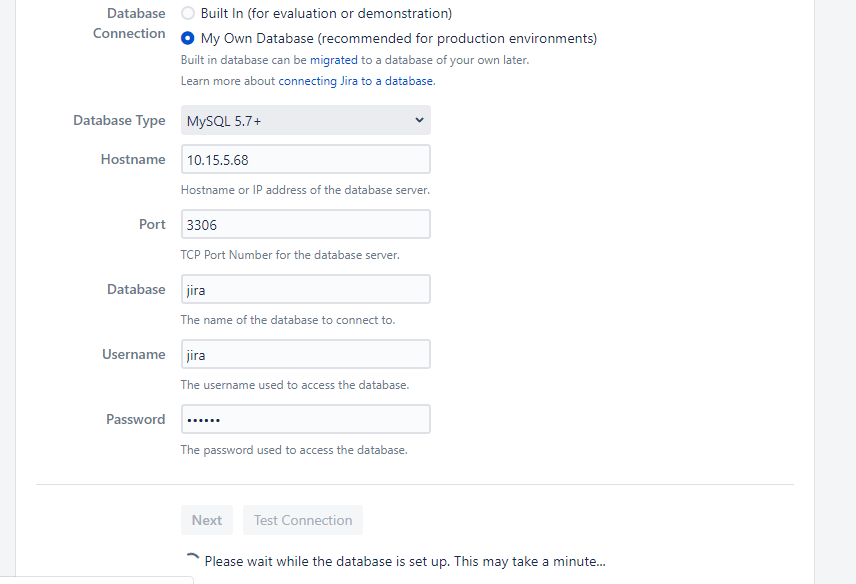 Database Connection
Built In (for evaluation or demonstration)
My Own Database (recommended for production environments)
Built in database can be migrated to a database of your own later.
Learn more about connecting Jira to a database.
Database Type
MySQL 5.7+
Hostname
10.15.5.68
Hostname or IP address of the database server.
Port
3306
TCP Port Number for the database server.
Database
jira
The name of the database to connect to.
Username
jira
The username used to access the database.
Password
••••••
The password used to access the database.
Next
Test Connection
Please wait while the database is set up. This may take a minute...